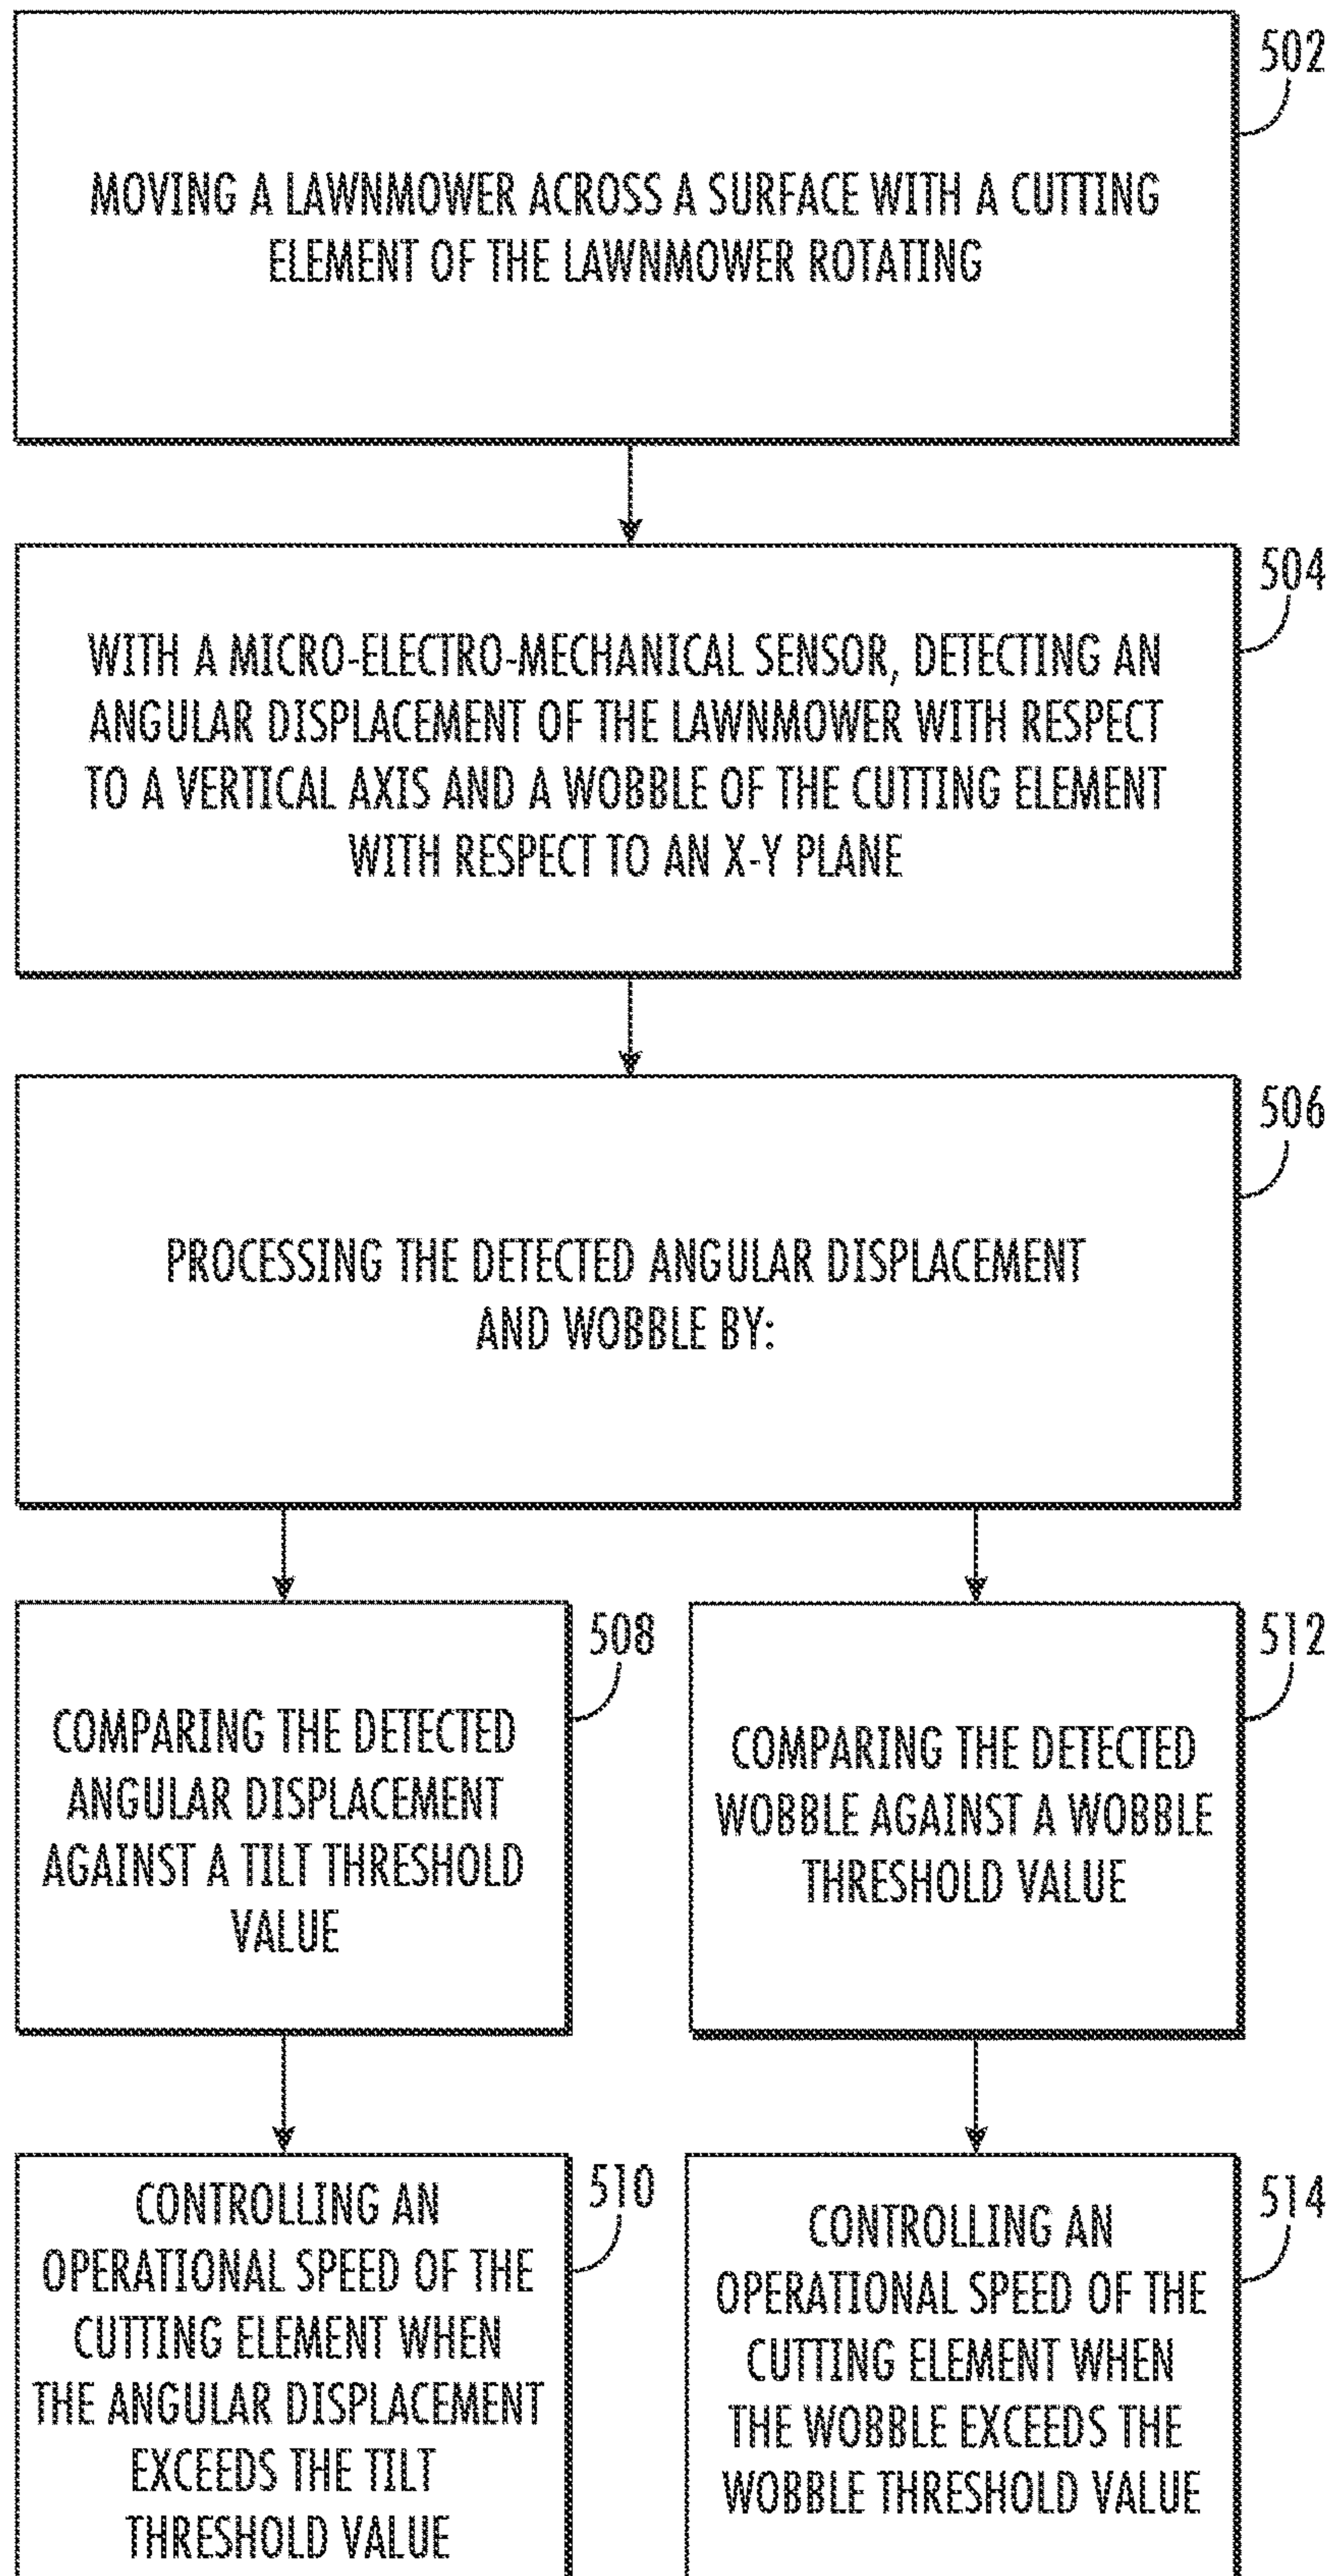 502
MOVING A LAWNMOWER ACROSS A SURFACE WITH A CUTTING
ELEMENT OF THE LAWNMOWER ROTATING
504
WITH A MICRO-ELECTRO-MECHANICAL SENSOR, DETECTING AN
ANGULAR DISPLACEMENT OF THE LAWNMOWER WITH RESPECT
TO A VERTICAL AXIS AND A WOBBLE OF THE CUTTING ELEMENT
WITH RESPECT TO AN X-Y PLANE
506
PROCESSING THE DETECTED ANGULAR DISPLACEMENT
AND WOBBLE BY:
508
COMPARING THE DETECTED
ANGULAR DISPLACEMENT
AGAINST A TILT THRESHOLD
VALUE
512
COMPARING THE DETECTED
WOBBLE AGAINST A WOBBLE
THRESHOLD VALUE
510
CONTROLLING AN
OPERATIONAL SPEED OF THE
CUTTING ELEMENT WHEN
THE ANGULAR DISPLACEMENT
EXCEEDS THE TILT
THRESHOLD VALUE
514
CONTROLLING AN
OPERATIONAL SPEED OF THE
CUTTING ELEMENT WHEN
THE WOBBLE EXCEEDS THE
WOBBLE THRESHOLD VALUE